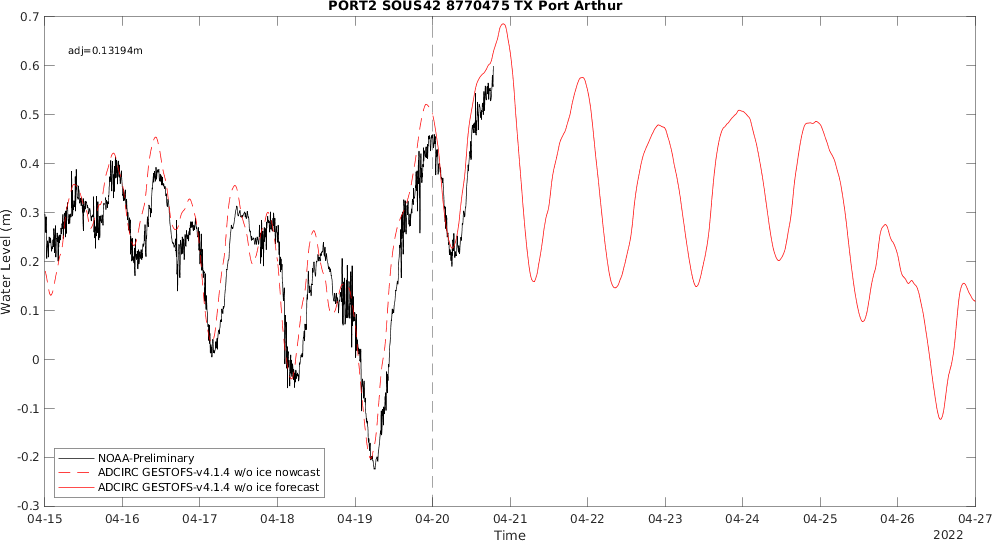 PORT2 SOUS42 8770475 TX Port Arthur
adj=0.13194m
Water Level (m)
0.7
0.6
0.5
0.4
0.3
0.2
0.1
0
-0.1
-0.2
-0.3
NOAA-Preliminary
ADCIRC GESTOFS-v4.1.4 w/o ice nowcast
ADCIRC GESTOFS-v4.1.4 w/o ice forecast
04-15 04-16 04-17 04-18 04-19 04-20 04-21 04-22 04-23 04-24 04-25 04-26 04-27
Time
2022